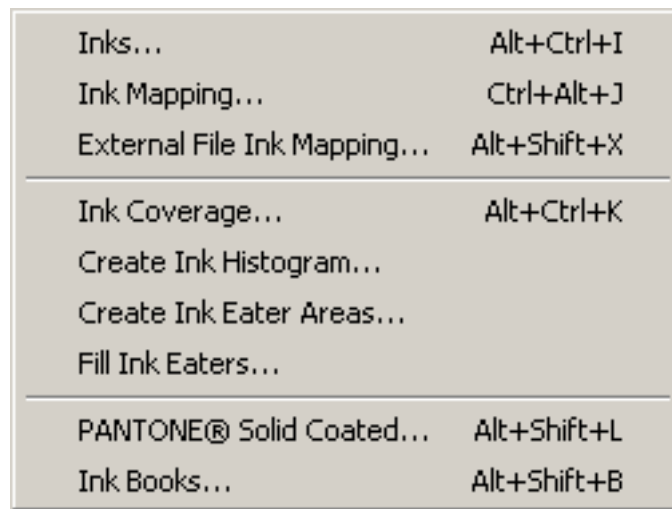 Inks... Alt+Ctrl+I
Ink Mapping... Ctrl+Alt+J
External File Ink Mapping... Alt+Shift+X
Ink Coverage... Alt+Ctrl+K
Create Ink Histogram...
Create Ink Eater Areas...
Fill Ink Eaters...
PANTONE® Solid Coated... Alt+Shift+L
Ink Books... Alt+Shift+B